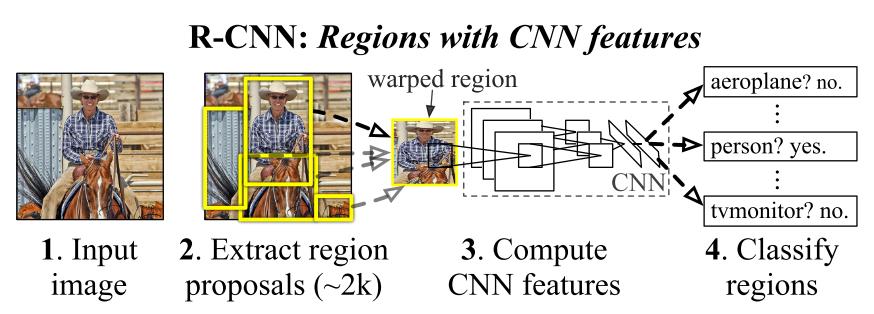 R-CNN: Regions with CNN features
warped region
aeroplane? no.
person? yes.
CNN
tvmonitor? no.
1. Input
image
2. Extract region
proposals (~2k)
3. Compute
CNN features
4. Classify
regions